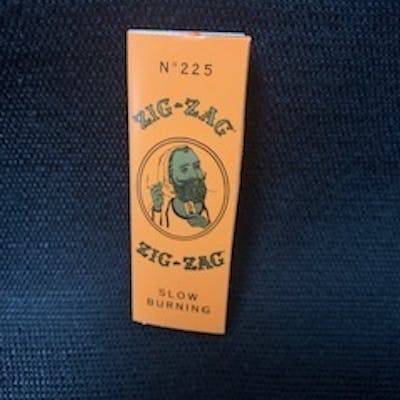 N° 225
ZIG-ZAG
ZIG-ZAG
SLOW
BURNING